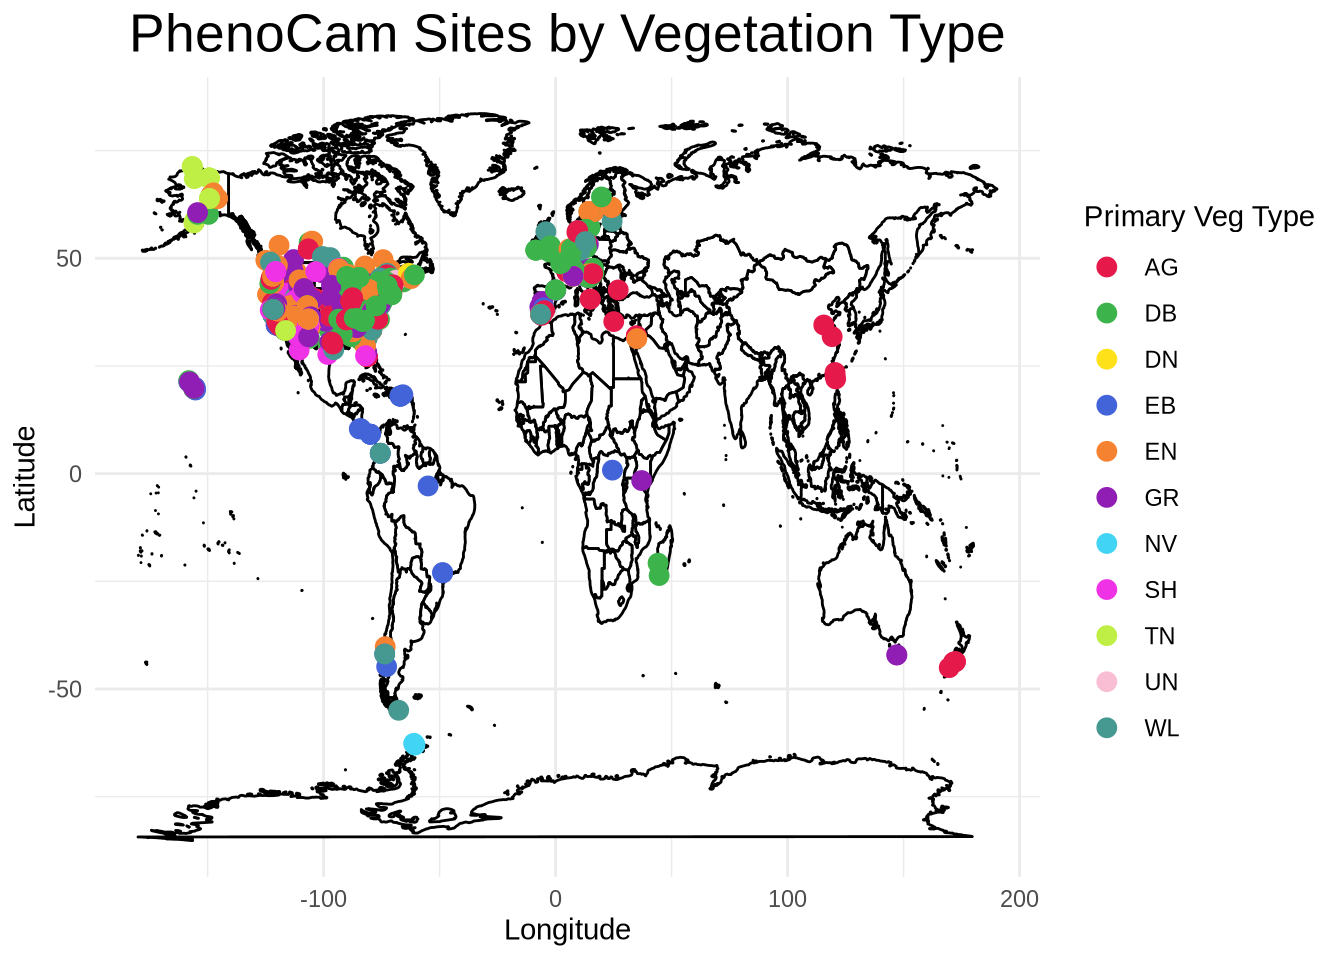 PhenoCam Sites by Vegetation Type
50
0
-50
Latitude
-100
0
100
200
Longitude
Primary Veg Type
AG
DB
DN
EB
EN
GR
NV
SH
TN
UN
WL